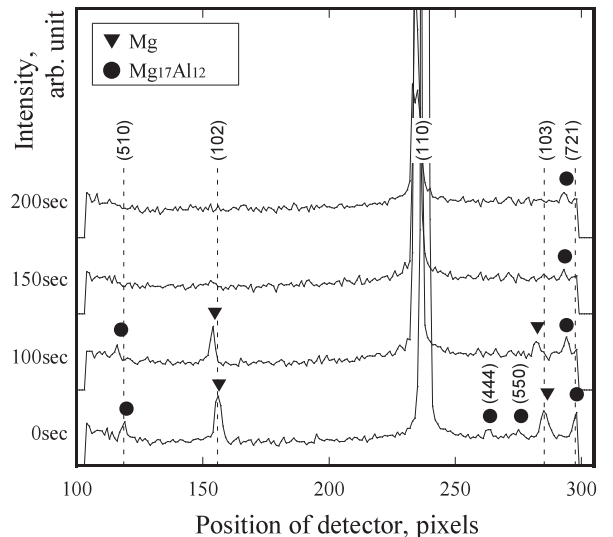 Intensity,
arb. unit
Mg
Mg17Al12
(510)
(102)
(110)
(103)
(721)
200sec
150sec
100sec
(444)
(550)
0sec
100
150
200
250
300
Position of detector, pixels